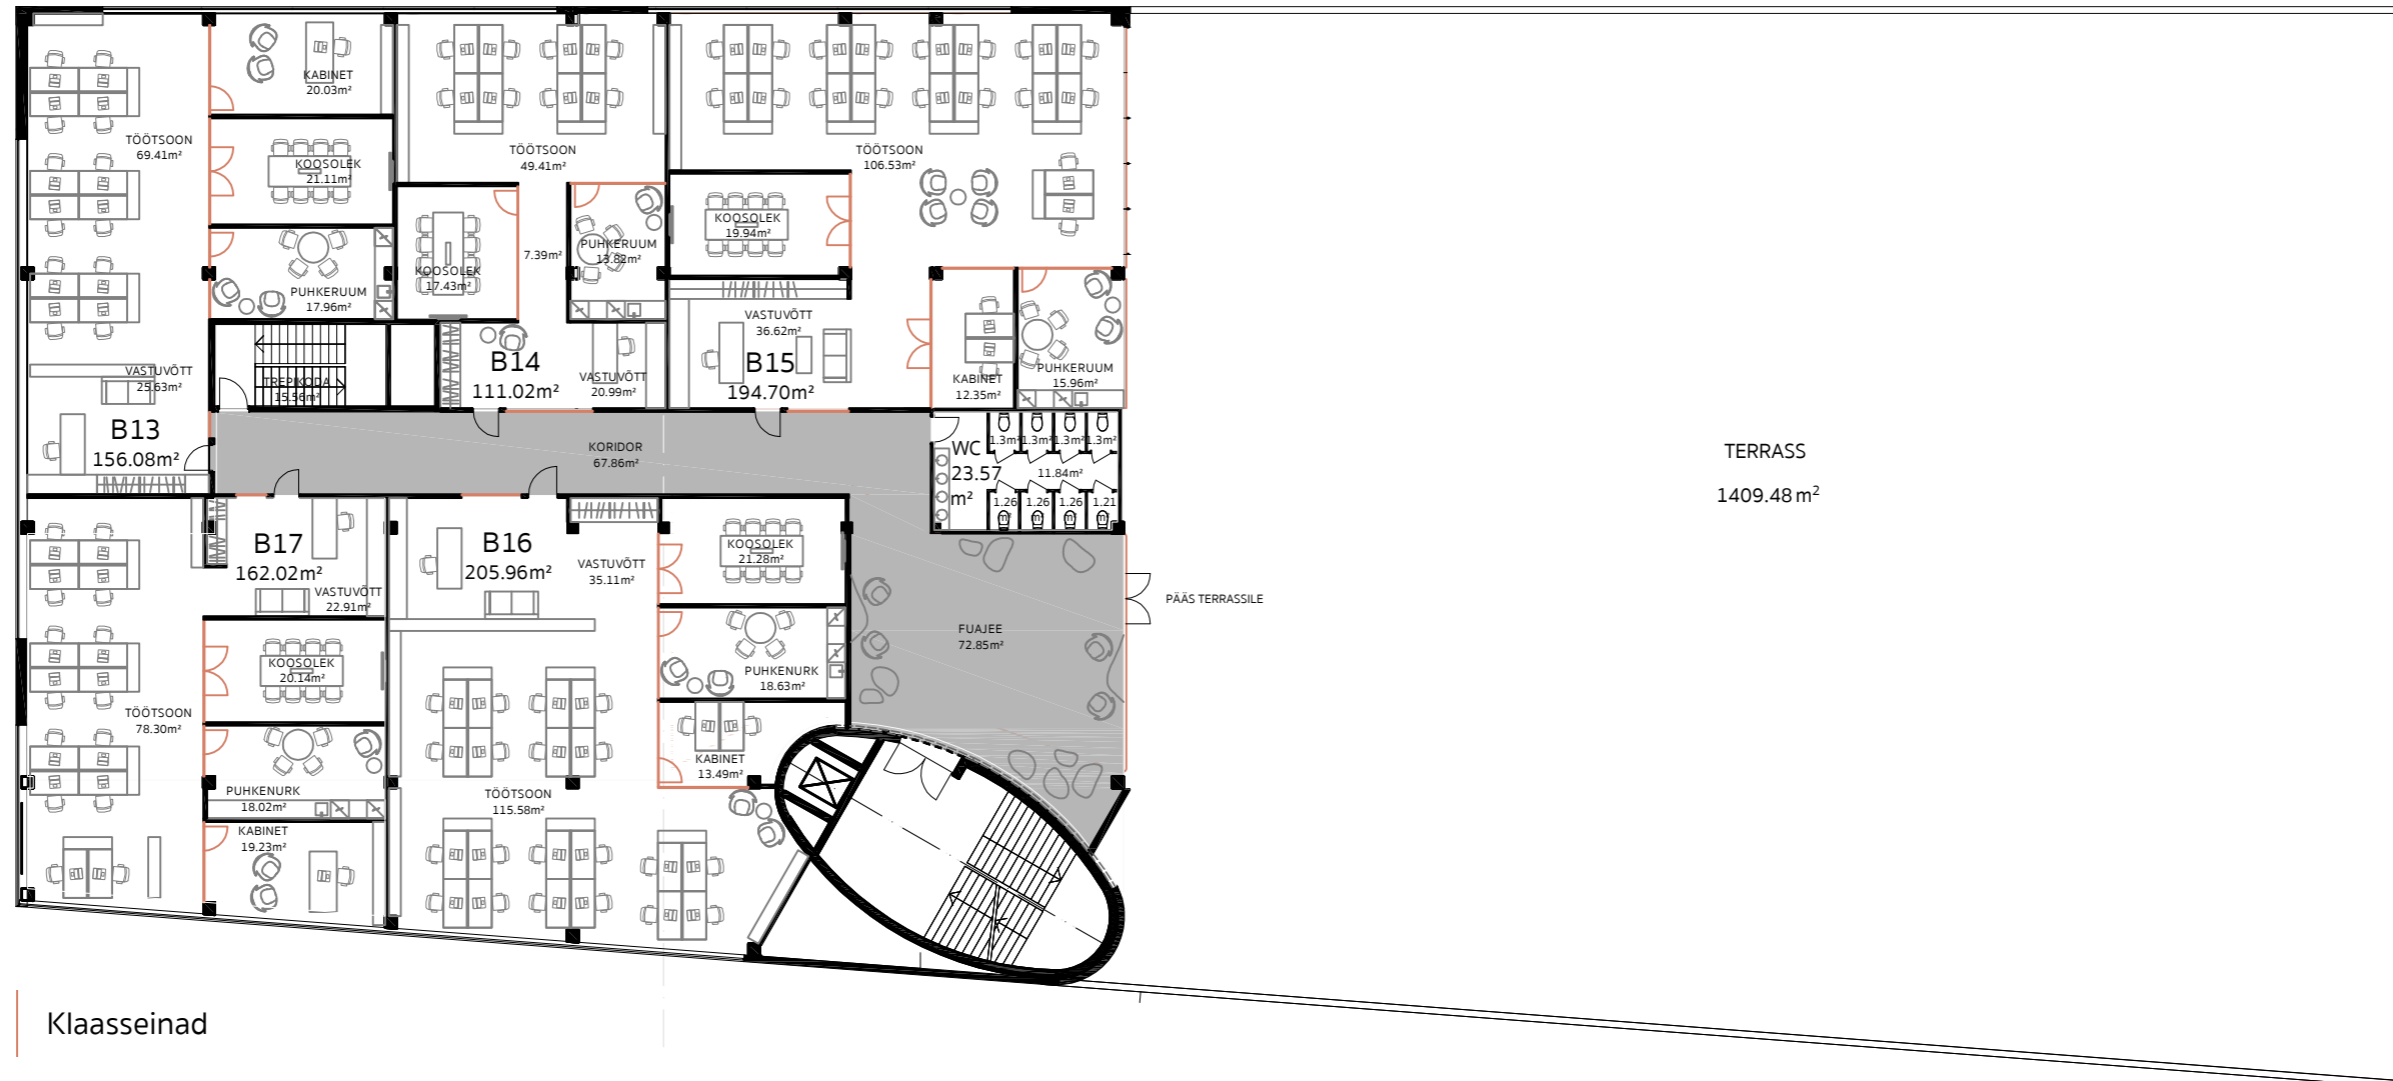 KABINET
20.03m²
TÖÖTSOON
69.41m²
KOOSOLEK
21.11m²
PUHKERUUM
17.96m²
VASTUVÕTT
25.63m²
TREPIKODA
15.56m²
B13
156.08m²
TÖÖTSOON
49.41m²
KOOSOLEK
17.43m²
7.39m²
PUHKERUUM
13.82m²
B14
111.02m²
VASTUVÕTT
20.99m²
TÖÖTSOON
106.53m²
KOOSOLEK
19.94m²
VASTUVÕTT
36.62m²
B15
194.70m²
KABINET
12.35m²
PUHKERUUM
15.96m²
KORIDOR
67.86m²
WC
23.57
m²
1.3m²
1.3m²
1.3m²
1.3m²
11.84m²
1.26
m²
1.26
m²
1.26
m²
1.21
m²
TERRASS
1409.48 m²
PÄÄS TERRASSILE
FUAJEE
72.85m²
B17
162.02m²
VASTUVÕTT
22.91m²
KOOSOLEK
20.14m²
TÖÖTSOON
78.30m²
PUHKENURK
18.02m²
KABINET
19.23m²
B16
205.96m²
VASTUVÕTT
35.11m²
KOOSOLEK
21.28m²
PUHKENURK
18.63m²
KABINET
13.49m²
TÖÖTSOON
115.58m²
Klaasseinad